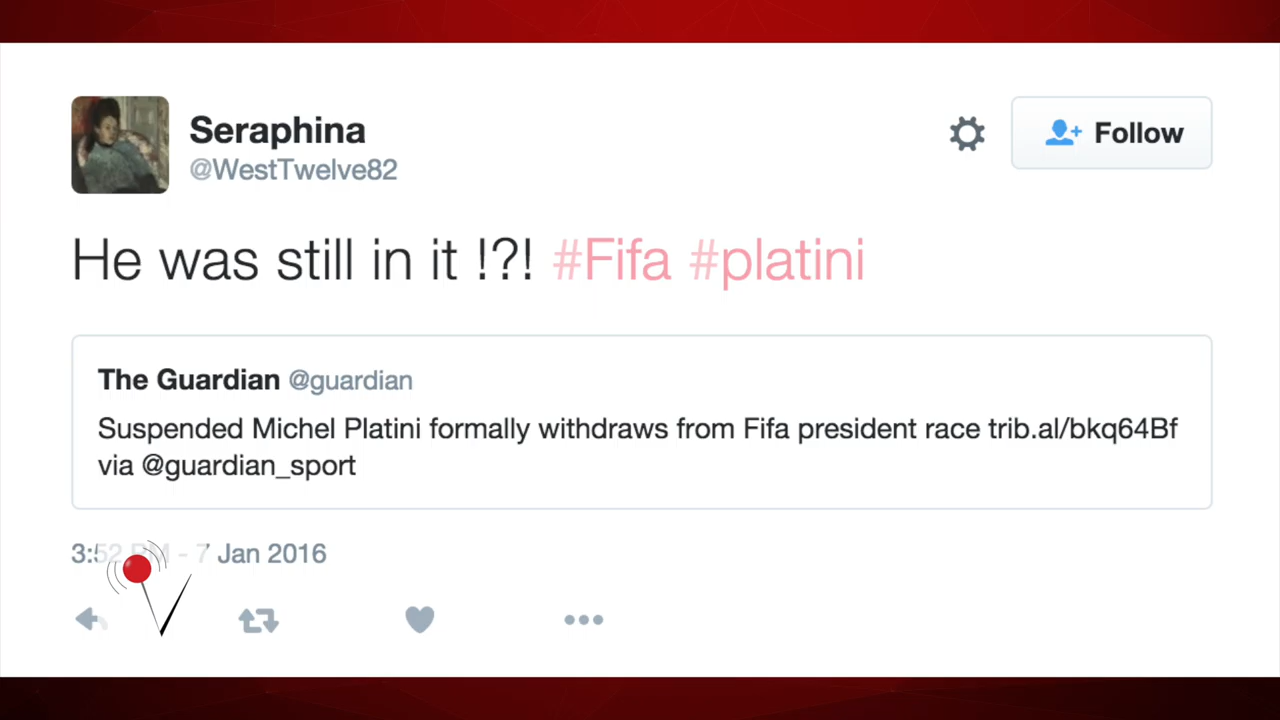 Seraphina
@WestTwelve82
Follow
He was still in it !?! #Fifa #platini
The Guardian @guardian
Suspended Michel Platini formally withdraws from Fifa president race trib.al/bkq64Bf
via @guardian_sport
3:52 PM - 7 Jan 2016